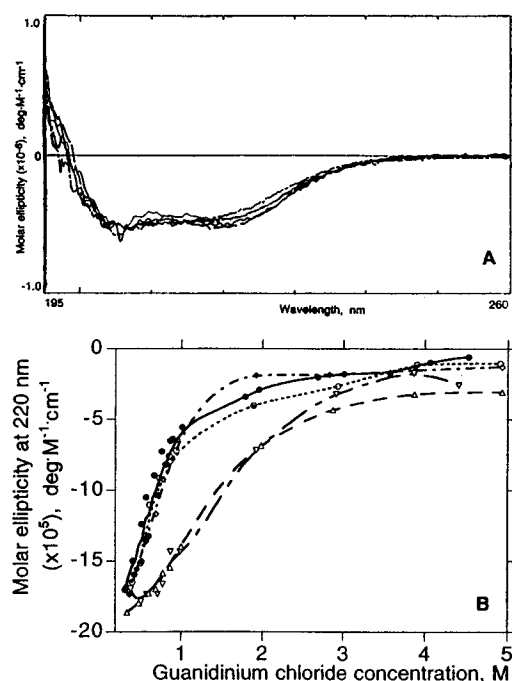 1.0
0
-1.0
Molar ellipticity (×10⁻⁶), deg·M⁻¹·cm⁻¹
A
195
Wavelength, nm
260
0
-5
-10
-15
-20
Molar ellipticity at 220 nm
(x10⁵), deg·M⁻¹·cm⁻¹
B
1
2
3
4
5
Guanidinium chloride concentration, M